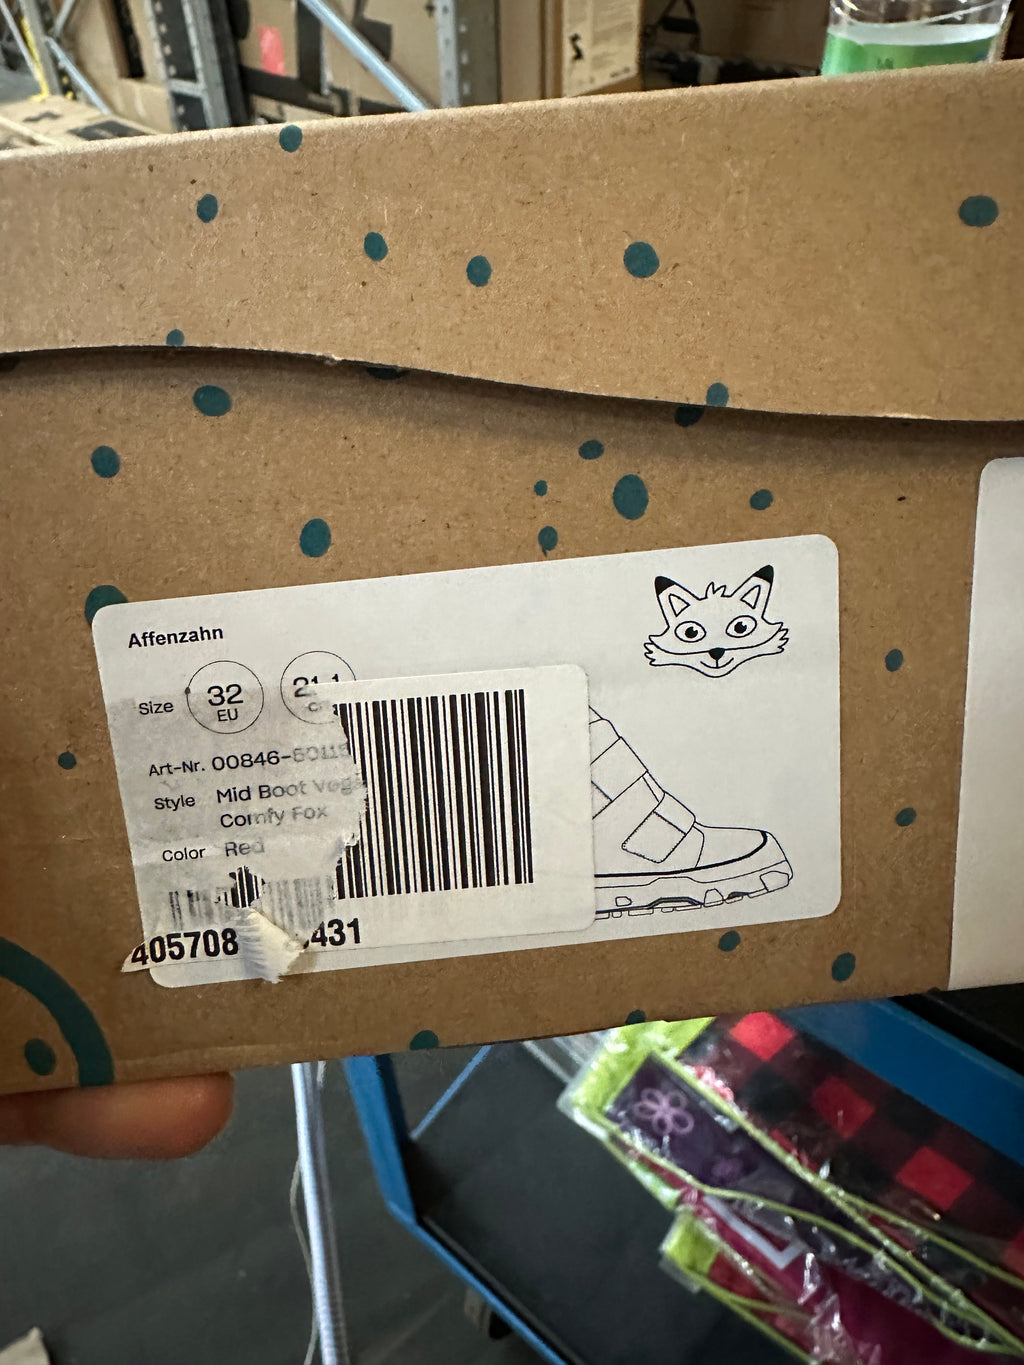 Affenzahn
Size 32 EU
Art-Nr. 00846-
Style Mid Boot
Comfy Fox
Color Red
405708 431